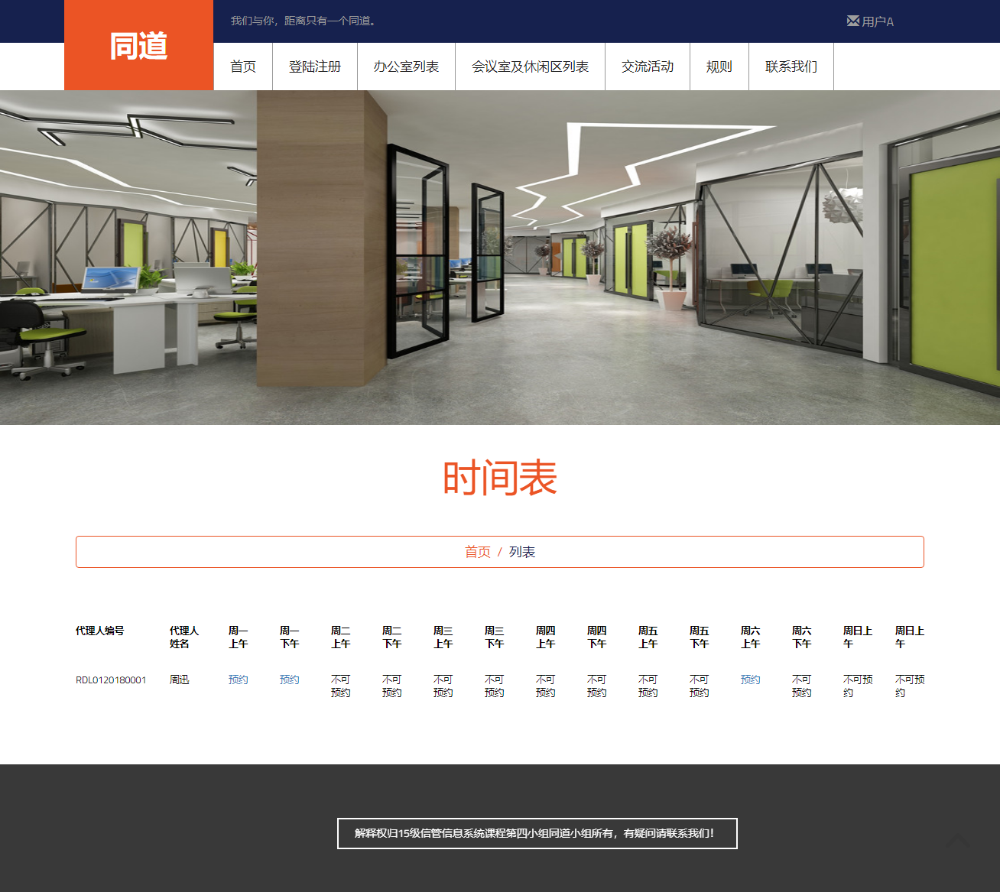 同道
我们与你，距离只有一个同道。
用户A
首页
登陆注册
办公室列表
会议室及休闲区列表
交流活动
规则
联系我们
时间表
首页 / 列表
代理人编号 代理人姓名 周一上午 周一下午 周二上午 周二下午 周三上午 周三下午 周四上午 周四下午 周五上午 周五下午 周六上午 周六下午 周日上午 周日上午
RDL0120180001 周迅 预约 预约 不可预约 不可预约 不可预约 不可预约 不可预约 不可预约 不可预约 不可预约 预约 不可预约 不可预约 不可预约
解释权归15级信管信息系统课程第四小组同道小组所有，有疑问请联系我们！